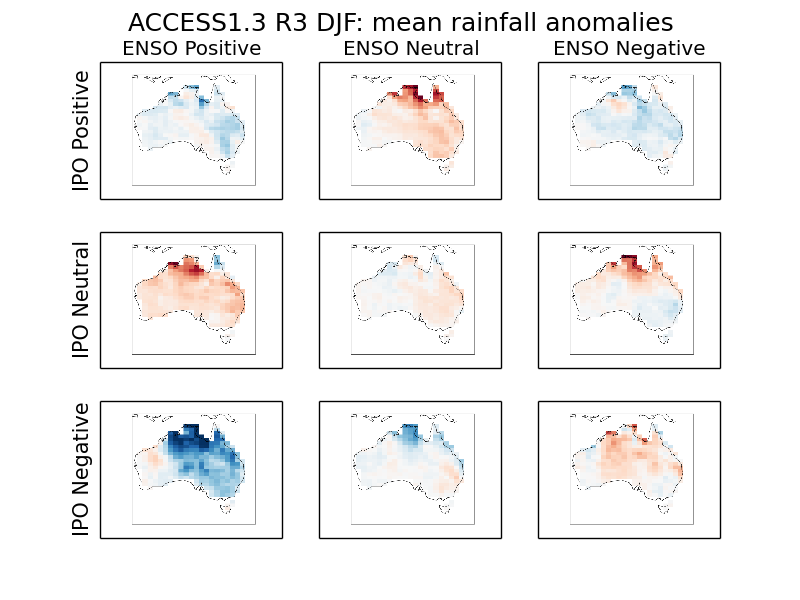 ACCESS1.3 R3 DJF: mean rainfall anomalies
ENSO Positive
ENSO Neutral
ENSO Negative
IPO Positive
IPO Neutral
IPO Negative